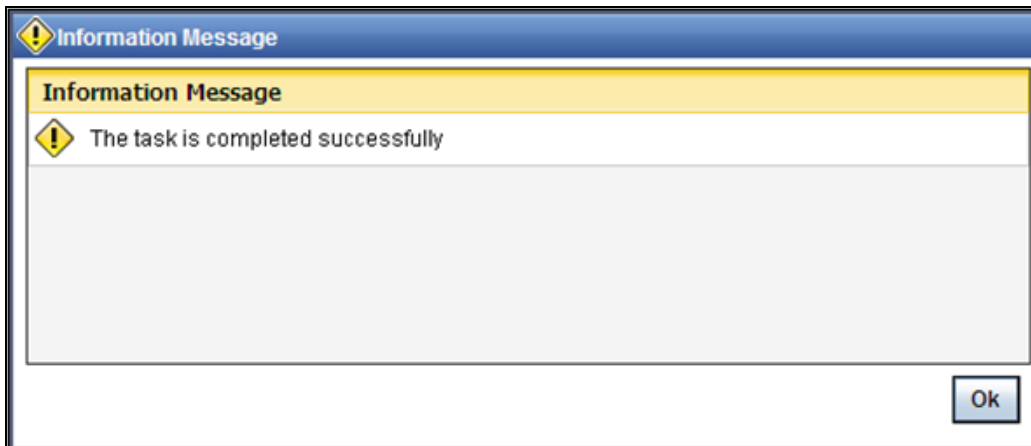 Information Message
Information Message
The task is completed successfully
Ok